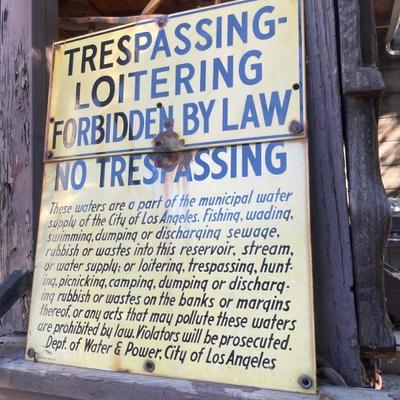 TRESPASSING-
LOITERING
FORBIDDEN BY LAW
NO TRESPASSING
These waters are a part of the municipal water
supply of the City of Los Angeles. Fishing, wading,
swimming, dumping or discharging sewage,
rubbish or wastes into this reservoir, stream,
or water supply; or loitering, trespassing, hunt-
ing, picnicking, camping, dumping or discharg-
ing rubbish or wastes on the banks or margins
thereof, or any acts that may pollute these waters
are prohibited by law. Violators will be prosecuted.
Dept. of Water & Power, City of Los Angeles